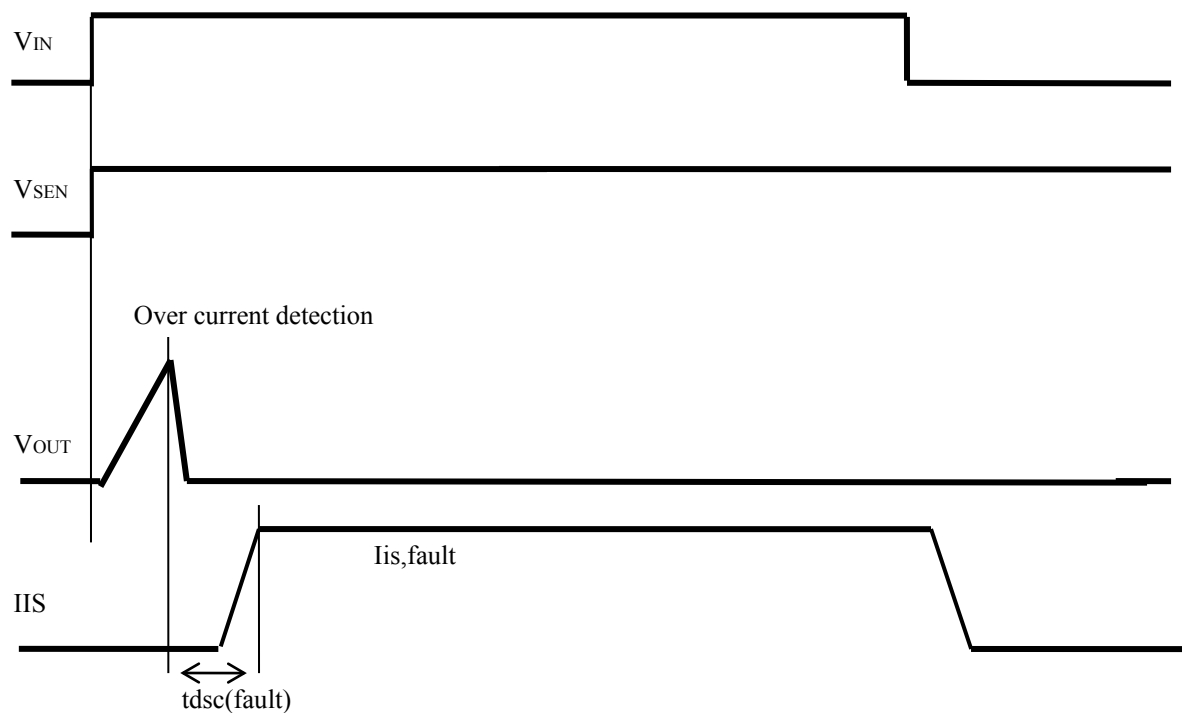 VIN
VSEN
Over current detection
VOUT
Iis,fault
IIS
tdsc(fault)